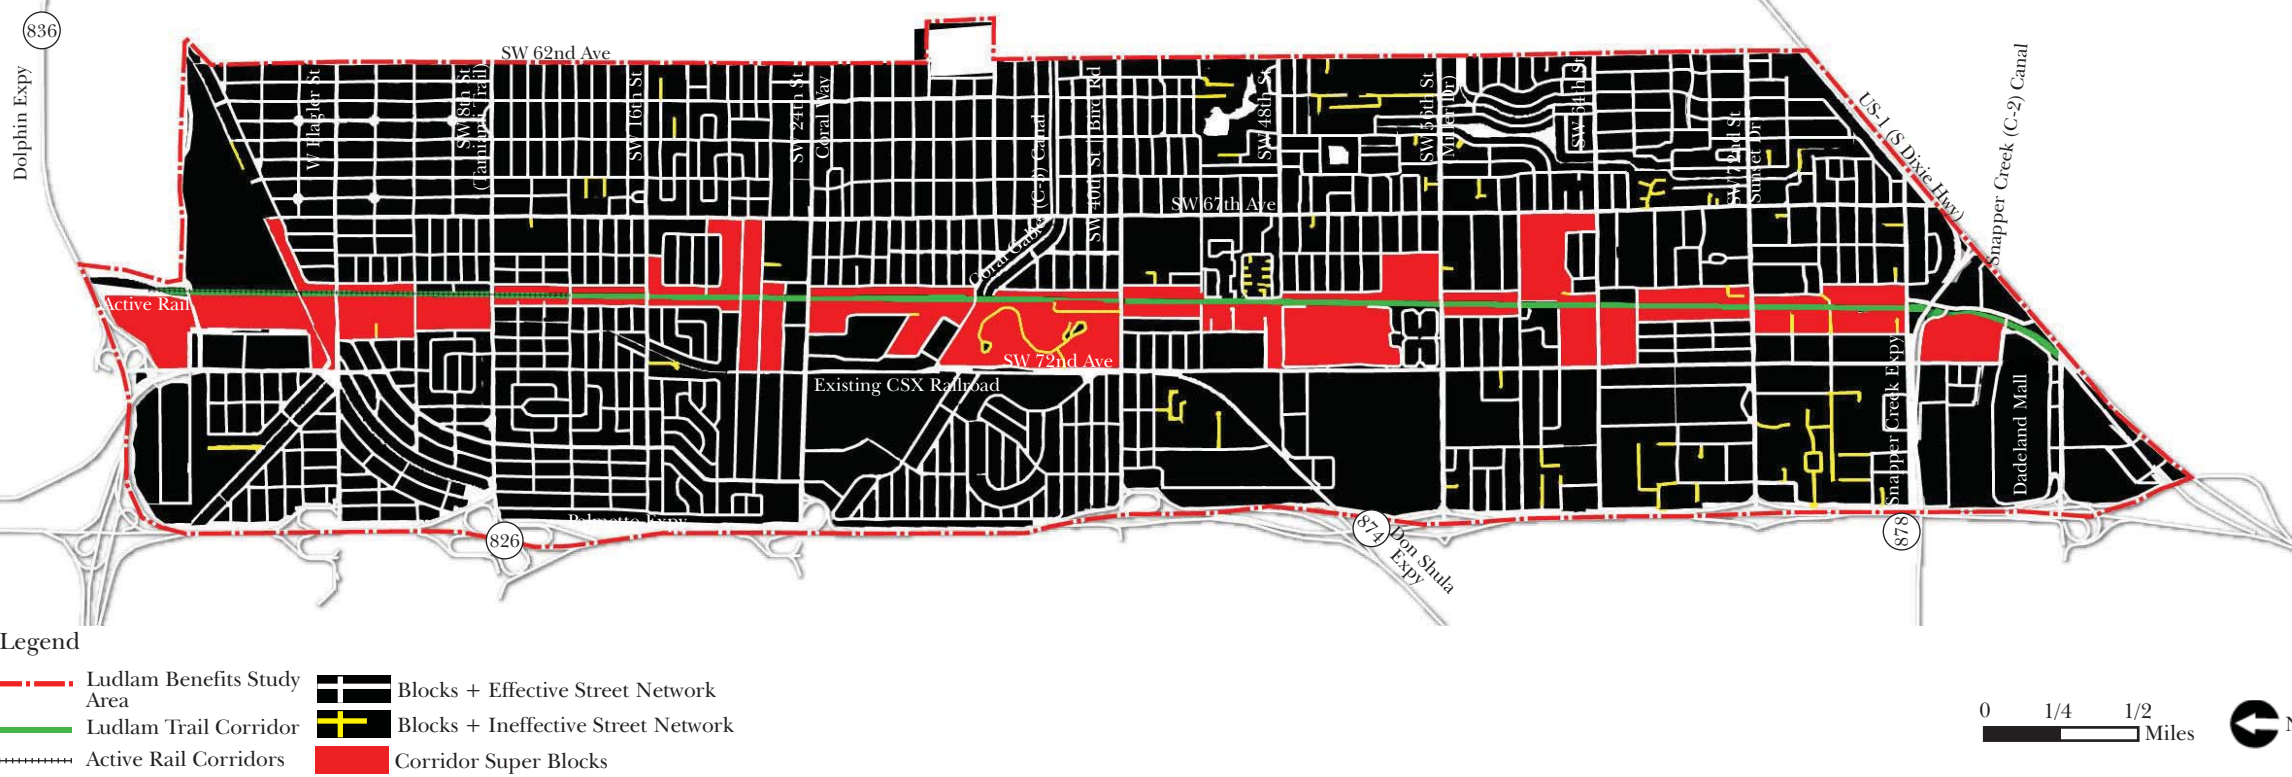 836
Dolphin Expy
SW 62nd Ave
W Flagler St
SW 8th St
(Tamiami Trail)
SW 16th St
SW 24th St
Coral Way
Coral Gables (C-3) Canal
SW 40th St
Bird Rd
SW 48th St
SW 56th St
(Miller Dr)
SW 64th St
SW 72nd St
Sunset Dr
US-1 (S Dixie Hwy)
Snapper Creek (C-2) Canal
SW 67th Ave
Active Rail
SW 72nd Ave
Existing CSX Railroad
Snapper Creek Expy
Dadeland Mall
Palmetto Expy
826
874
Don Shula
Expy
878
Legend
Ludlam Benefits Study
Area
Ludlam Trail Corridor
Active Rail Corridors
Blocks + Effective Street Network
Blocks + Ineffective Street Network
Corridor Super Blocks
0 1/4 1/2
Miles
N